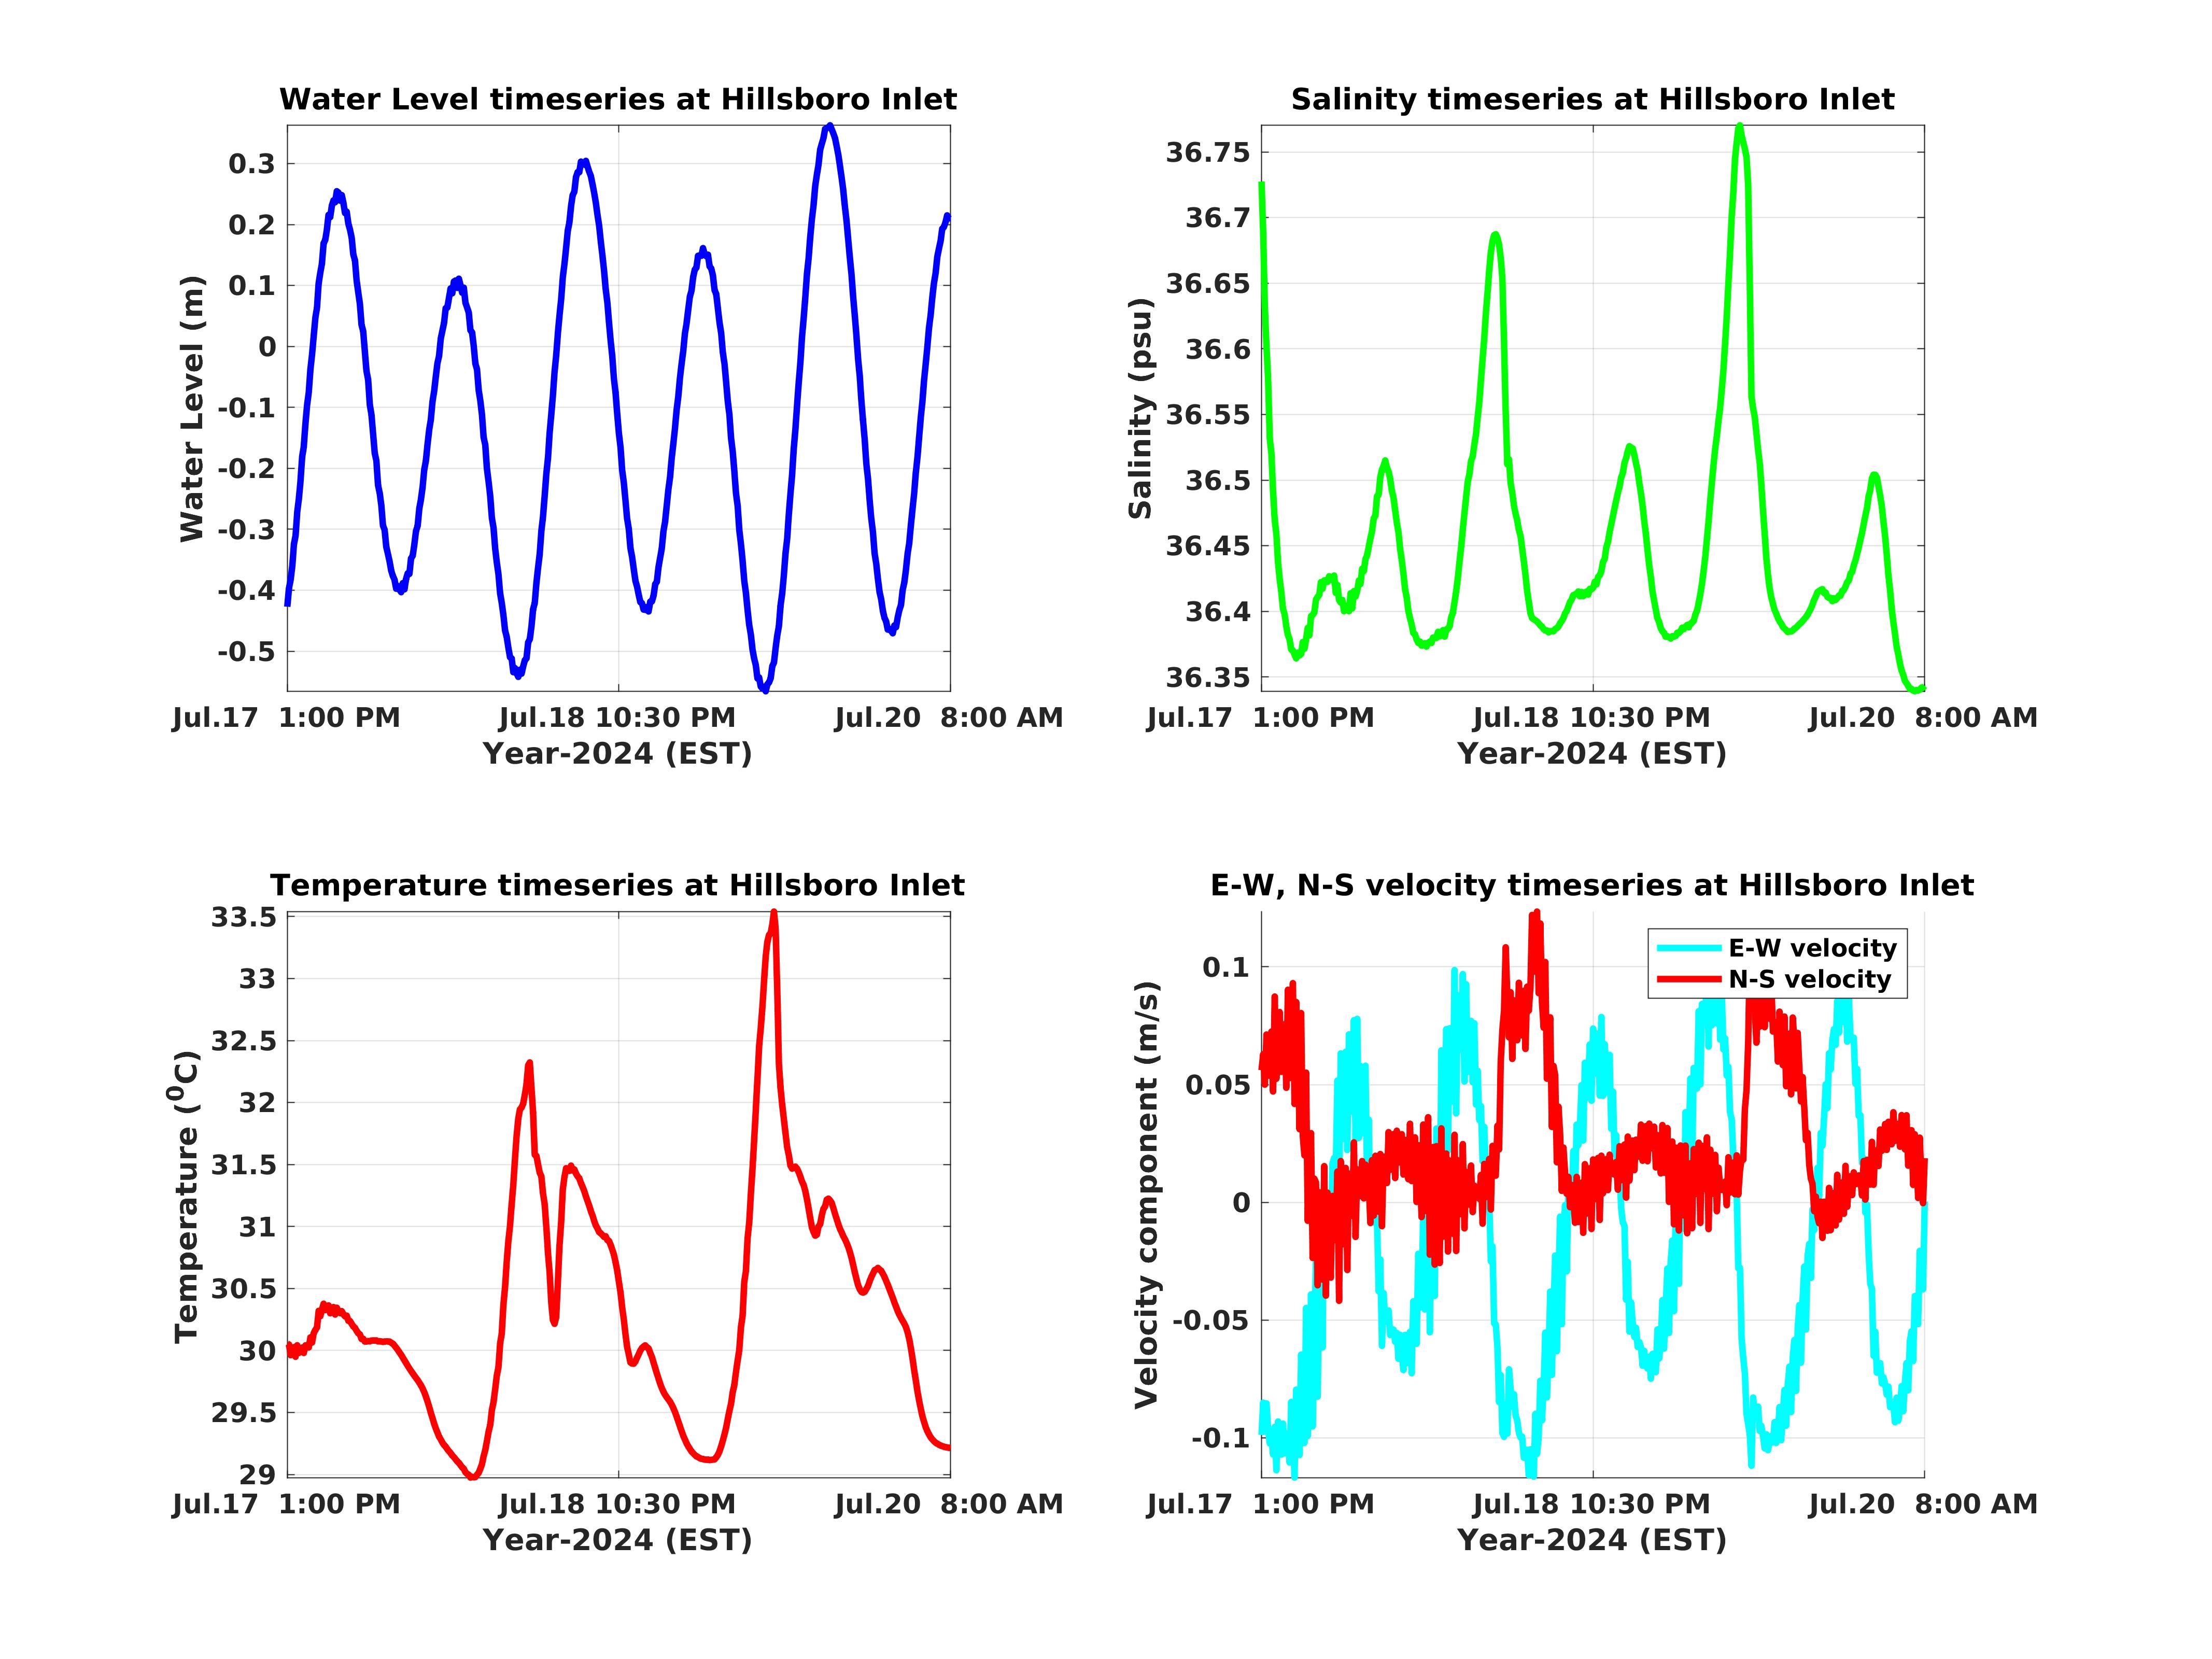 Water Level timeseries at Hillsboro Inlet
Water Level (m)
0.3
0.2
0.1
0
-0.1
-0.2
-0.3
-0.4
-0.5
Jul.17 1:00 PM Jul.18 10:30 PM Jul.20 8:00 AM
Year-2024 (EST)
Salinity timeseries at Hillsboro Inlet
Salinity (psu)
36.75
36.7
36.65
36.6
36.55
36.5
36.45
36.4
36.35
Jul.17 1:00 PM Jul.18 10:30 PM Jul.20 8:00 AM
Year-2024 (EST)
Temperature timeseries at Hillsboro Inlet
Temperature (⁰C)
33.5
33
32.5
32
31.5
31
30.5
30
29.5
29
Jul.17 1:00 PM Jul.18 10:30 PM Jul.20 8:00 AM
Year-2024 (EST)
E-W, N-S velocity timeseries at Hillsboro Inlet
Velocity component (m/s)
0.1
0.05
0
-0.05
-0.1
E-W velocity
N-S velocity
Jul.17 1:00 PM Jul.18 10:30 PM Jul.20 8:00 AM
Year-2024 (EST)